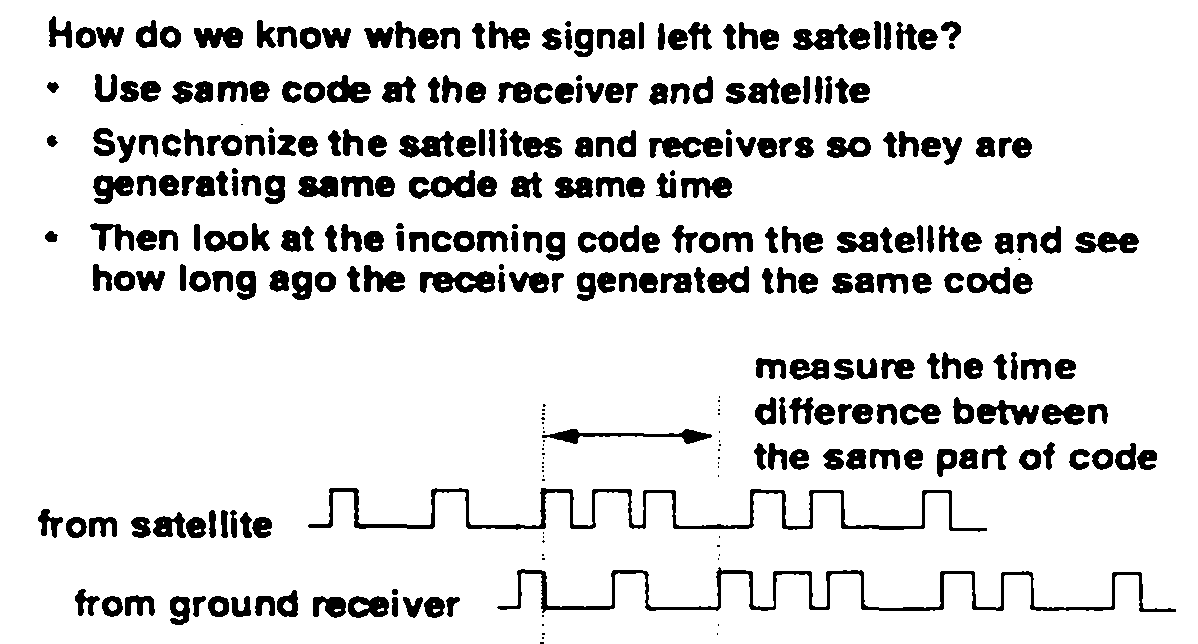 How do we know when the signal left the satellite?
• Use same code at the receiver and satellite
• Synchronize the satellites and receivers so they are
generating same code at same time
• Then look at the incoming code from the satellite and see
how long ago the receiver generated the same code
measure the time
difference between
the same part of code
from satellite
from ground receiver